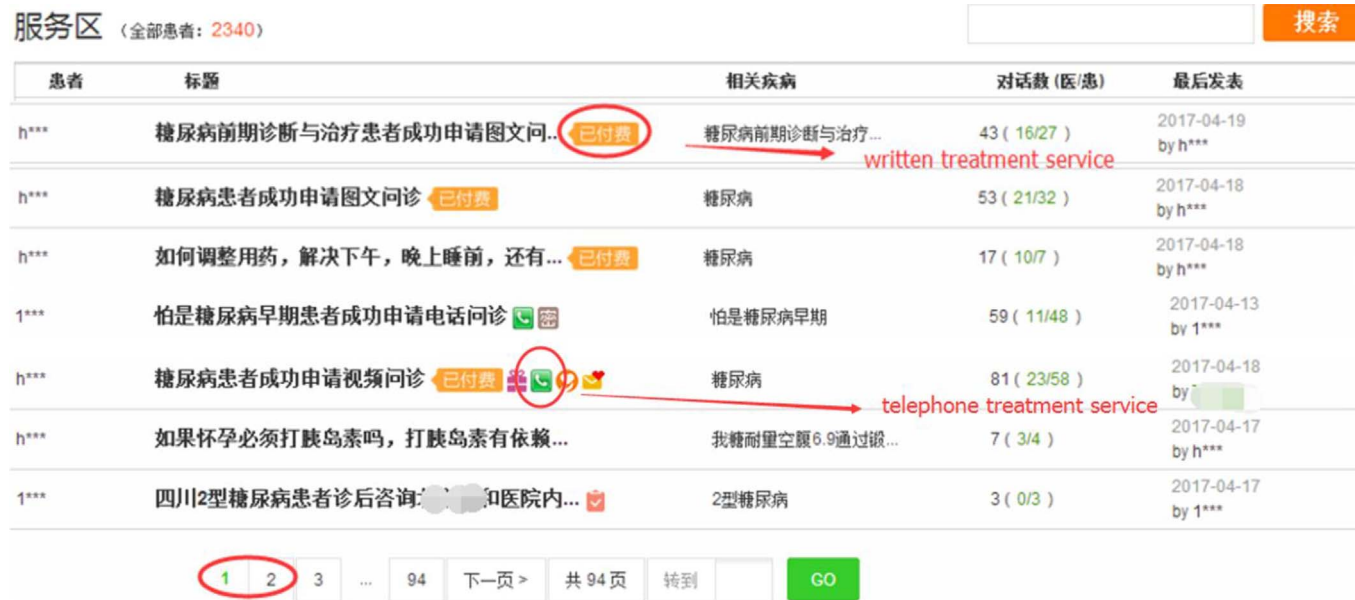 服务区 （全部患者：2340） 搜索
患者 标题 相关疾病 对话数 (医/患) 最后发表
h*** 糖尿病前期诊断与治疗患者成功申请图文问... 已付费 糖尿病前期诊断与治疗... 43 ( 16/27 ) 2017-04-19
by h***
written treatment service
h*** 糖尿病患者成功申请图文问诊 已付费 糖尿病 53 ( 21/32 ) 2017-04-18
by h***
h*** 如何调整用药，解决下午，晚上睡前，还有... 已付费 糖尿病 17 ( 10/7 ) 2017-04-18
by h***
1*** 怕是糖尿病早期患者成功申请电话问诊 密 怕是糖尿病早期 59 ( 11/48 ) 2017-04-13
by 1***
h*** 糖尿病患者成功申请视频问诊 已付费 糖尿病 81 ( 23/58 ) 2017-04-18
by
telephone treatment service
h*** 如果怀孕必须打胰岛素吗，打胰岛素有依赖... 我糖耐量空腹6.9通过锻... 7 ( 3/4 ) 2017-04-17
by h***
1*** 四川2型糖尿病患者诊后咨询 和医院内... 2型糖尿病 3 ( 0/3 ) 2017-04-17
by 1***
1 2 3 ... 94 下一页 > 共 94 页 转到 GO